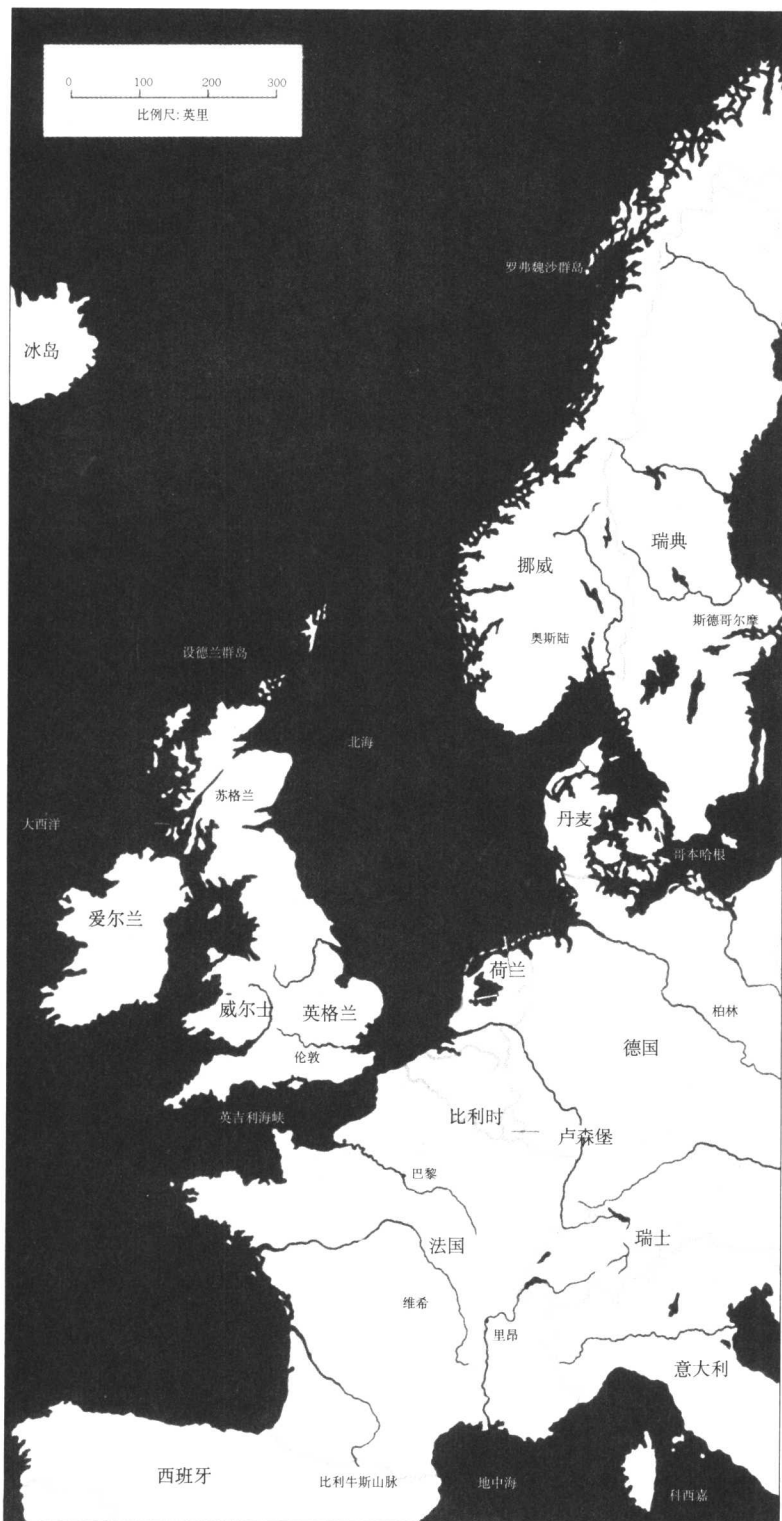 0 100 200 300
比例尺: 英里
罗弗魏沙群岛
冰岛
瑞典
挪威
斯德哥尔摩
奥斯陆
设德兰群岛
北海
苏格兰
大西洋
丹麦
哥本哈根
爱尔兰
荷兰
威尔士
英格兰
柏林
德国
伦敦
英吉利海峡
比利时
卢森堡
巴黎
法国
瑞士
维希
里昂
意大利
西班牙
比利牛斯山脉
地中海
科西嘉